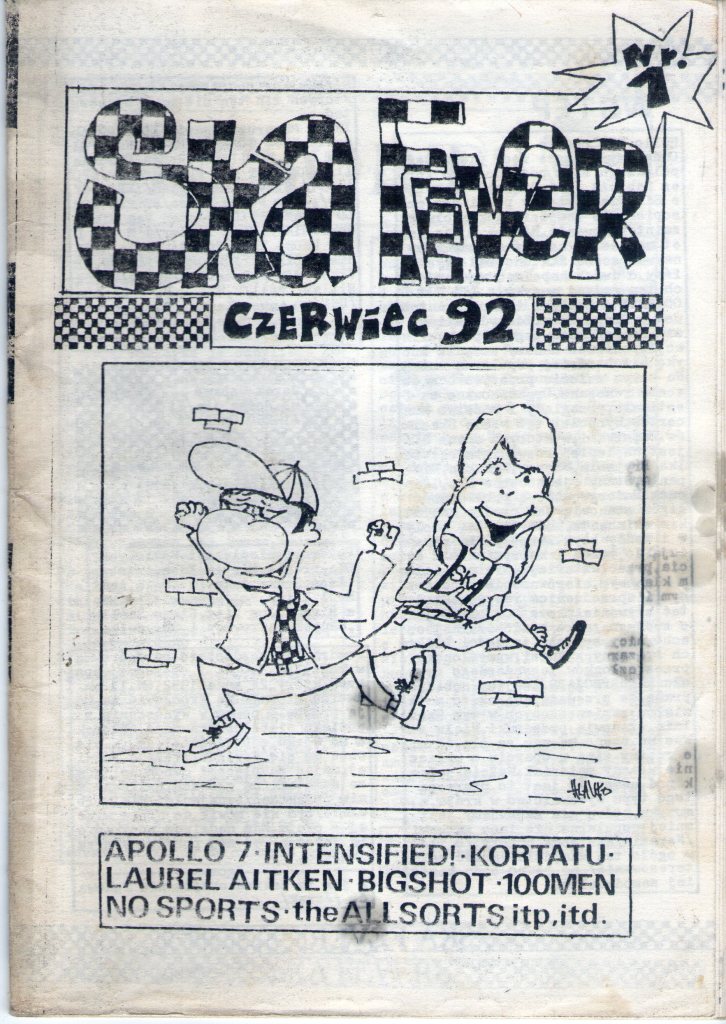 Nr.
1
Ska Fever
CZERWiEC 92
SKA
APOLLO 7·INTENSIFIED!·KORTATU·
LAUREL AITKEN·BIGSHOT·100MEN
NO SPORTS·the ALLSORTS itp,itd.